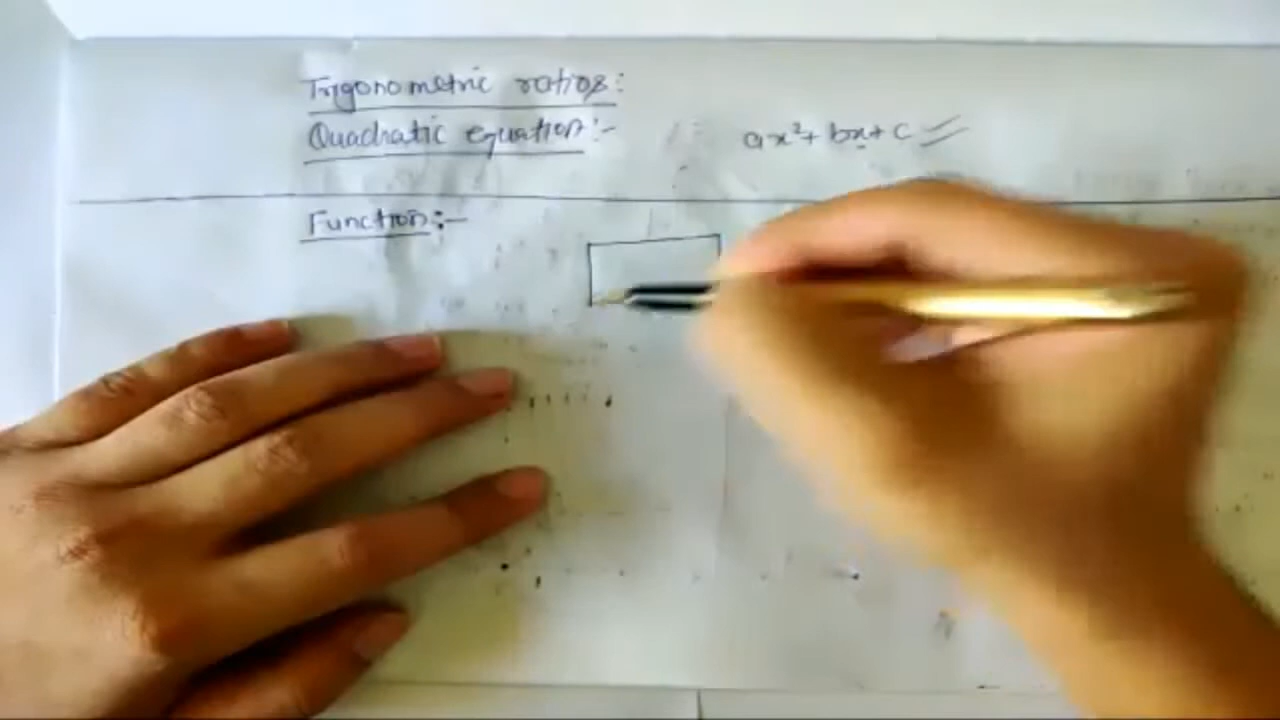 Trigonometric ratios:
Quadratic equation:-
ax²+ bx+ c
Function:-